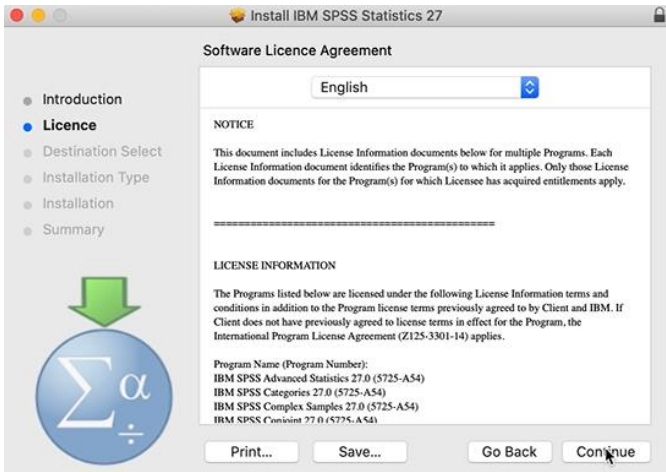 Install IBM SPSS Statistics 27
Software Licence Agreement
Introduction
Licence
Destination Select
Installation Type
Installation
Summary
English
NOTICE
This document includes License Information documents below for multiple Programs. Each
License Information document identifies the Program(s) to which it applies. Only those License
Information documents for the Program(s) for which Licensee has acquired entitlements apply.
==============================================
LICENSE INFORMATION
The Programs listed below are licensed under the following License Information terms and
conditions in addition to the Program license terms previously agreed to by Client and IBM. If
Client does not have previously agreed to license terms in effect for the Program, the
International Program License Agreement (Z125-3301-14) applies.
Program Name (Program Number):
IBM SPSS Advanced Statistics 27.0 (5725-A54)
IBM SPSS Categories 27.0 (5725-A54)
IBM SPSS Complex Samples 27.0 (5725-A54)
IBM SPSS Conjoint 27.0 (5725-A54)
Σ α ÷
Print... Save... Go Back Continue